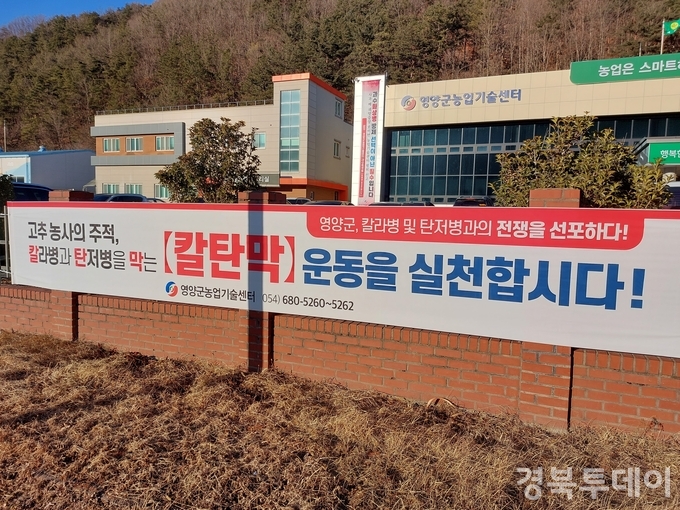 농업은 스마트하
영양군농업기술센터
행복한
영양군, 칼라병 및 탄저병과의 전쟁을 선포하다!
고추 농사의 주적,
칼라병과 탄저병을 막는
【칼탄막】 운동을 실천합시다!
영양군농업기술센터 (054) 680-5260~5262
경북투데이